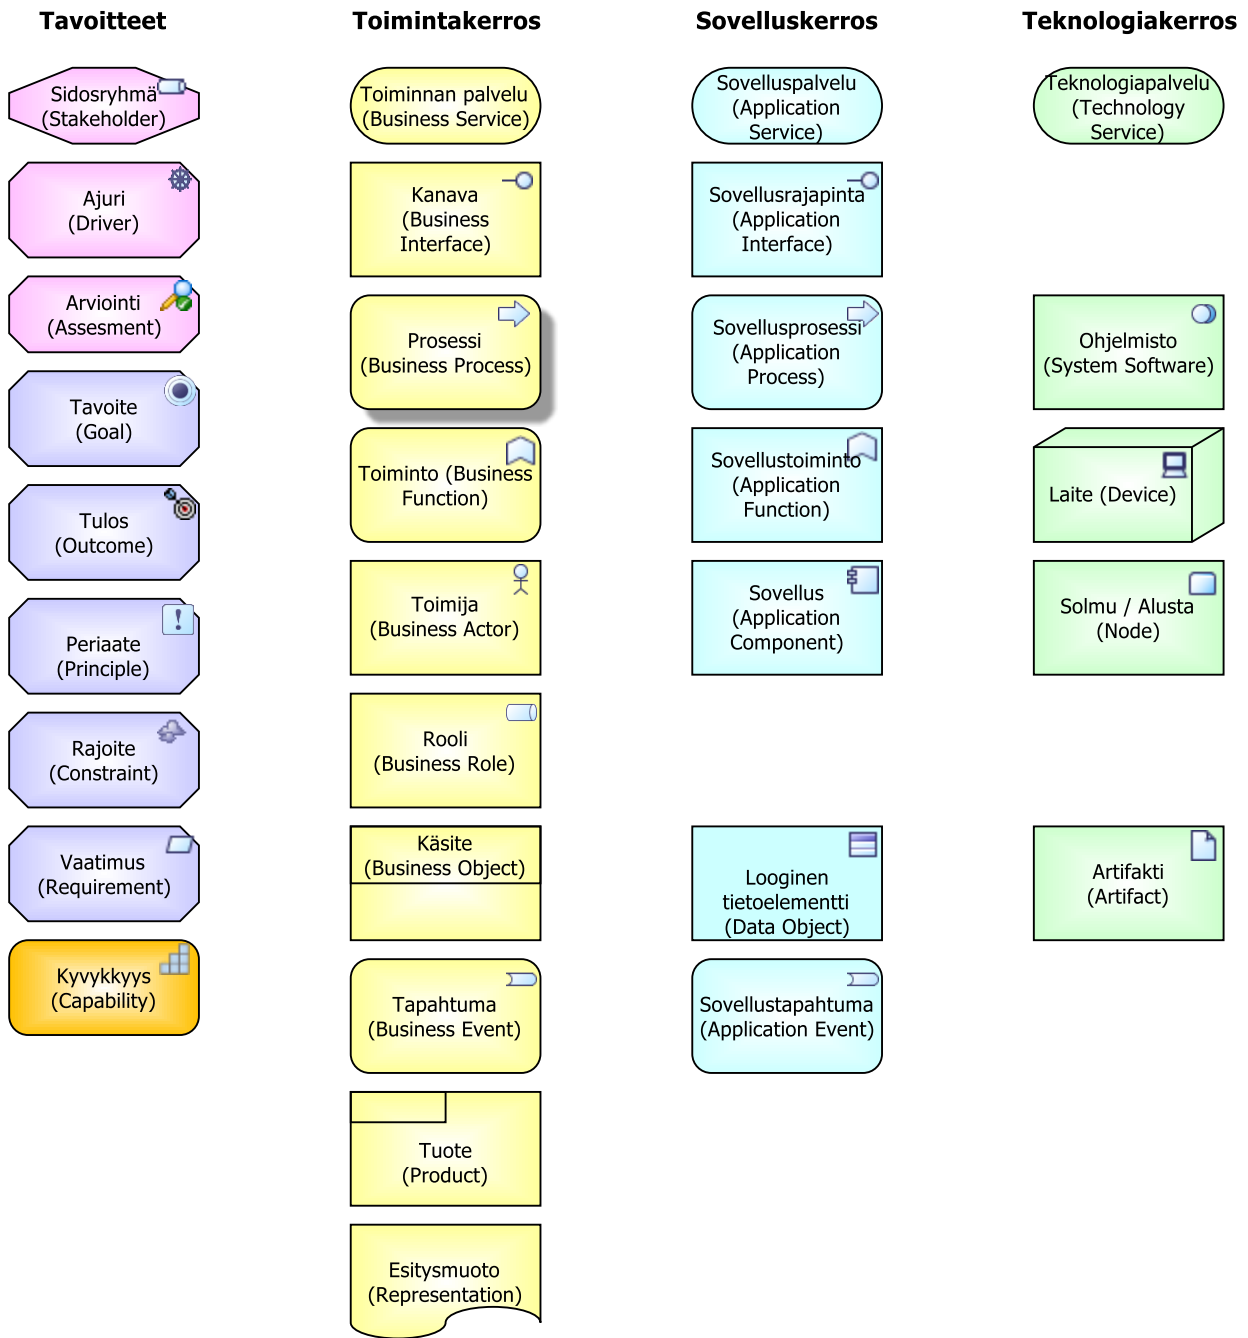 Tavoitteet
Sidosryhmä
(Stakeholder)
Ajuri
(Driver)
Arviointi
(Assesment)
Tavoite
(Goal)
Tulos
(Outcome)
Periaate
(Principle)
Rajoite
(Constraint)
Vaatimus
(Requirement)
Kyvykkyys
(Capability)
Toimintakerros
Toiminnan palvelu
(Business Service)
Kanava
(Business
Interface)
Prosessi
(Business Process)
Toiminto (Business
Function)
Toimija
(Business Actor)
Rooli
(Business Role)
Käsite
(Business Object)
Tapahtuma
(Business Event)
Tuote
(Product)
Esitysmuoto
(Representation)
Sovelluskerros
Sovelluspalvelu
(Application
Service)
Sovellusrajapinta
(Application
Interface)
Sovellusprosessi
(Application
Process)
Sovellustoiminto
(Application
Function)
Sovellus
(Application
Component)
Looginen
tietoelementti
(Data Object)
Sovellustapahtuma
(Application Event)
Teknologiakerros
Teknologiapalvelu
(Technology
Service)
Ohjelmisto
(System Software)
Laite (Device)
Solmu / Alusta
(Node)
Artifakti
(Artifact)